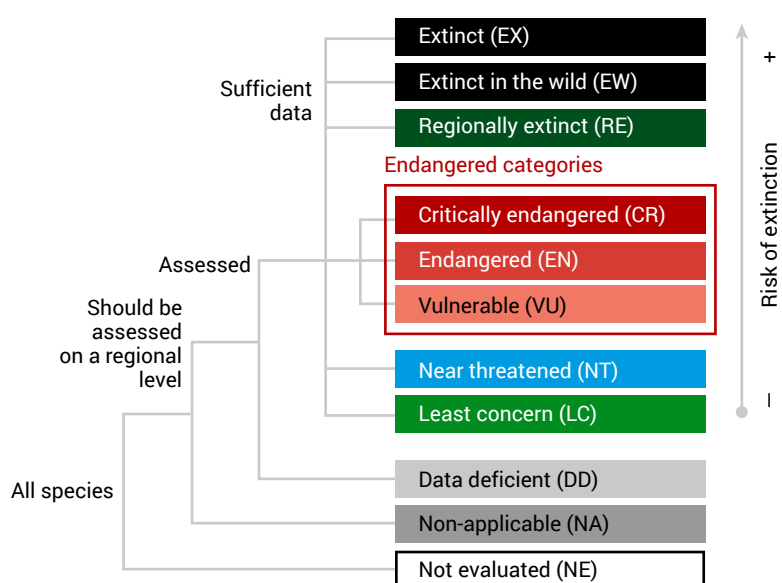 Extinct (EX)
Extinct in the wild (EW)
Sufficient
data
Regionally extinct (RE)
Endangered categories
Critically endangered (CR)
Assessed
Endangered (EN)
Vulnerable (VU)
Should be
assessed
on a regional
level
Near threatened (NT)
Least concern (LC)
All species
Data deficient (DD)
Non-applicable (NA)
Not evaluated (NE)
+
Risk of extinction
–